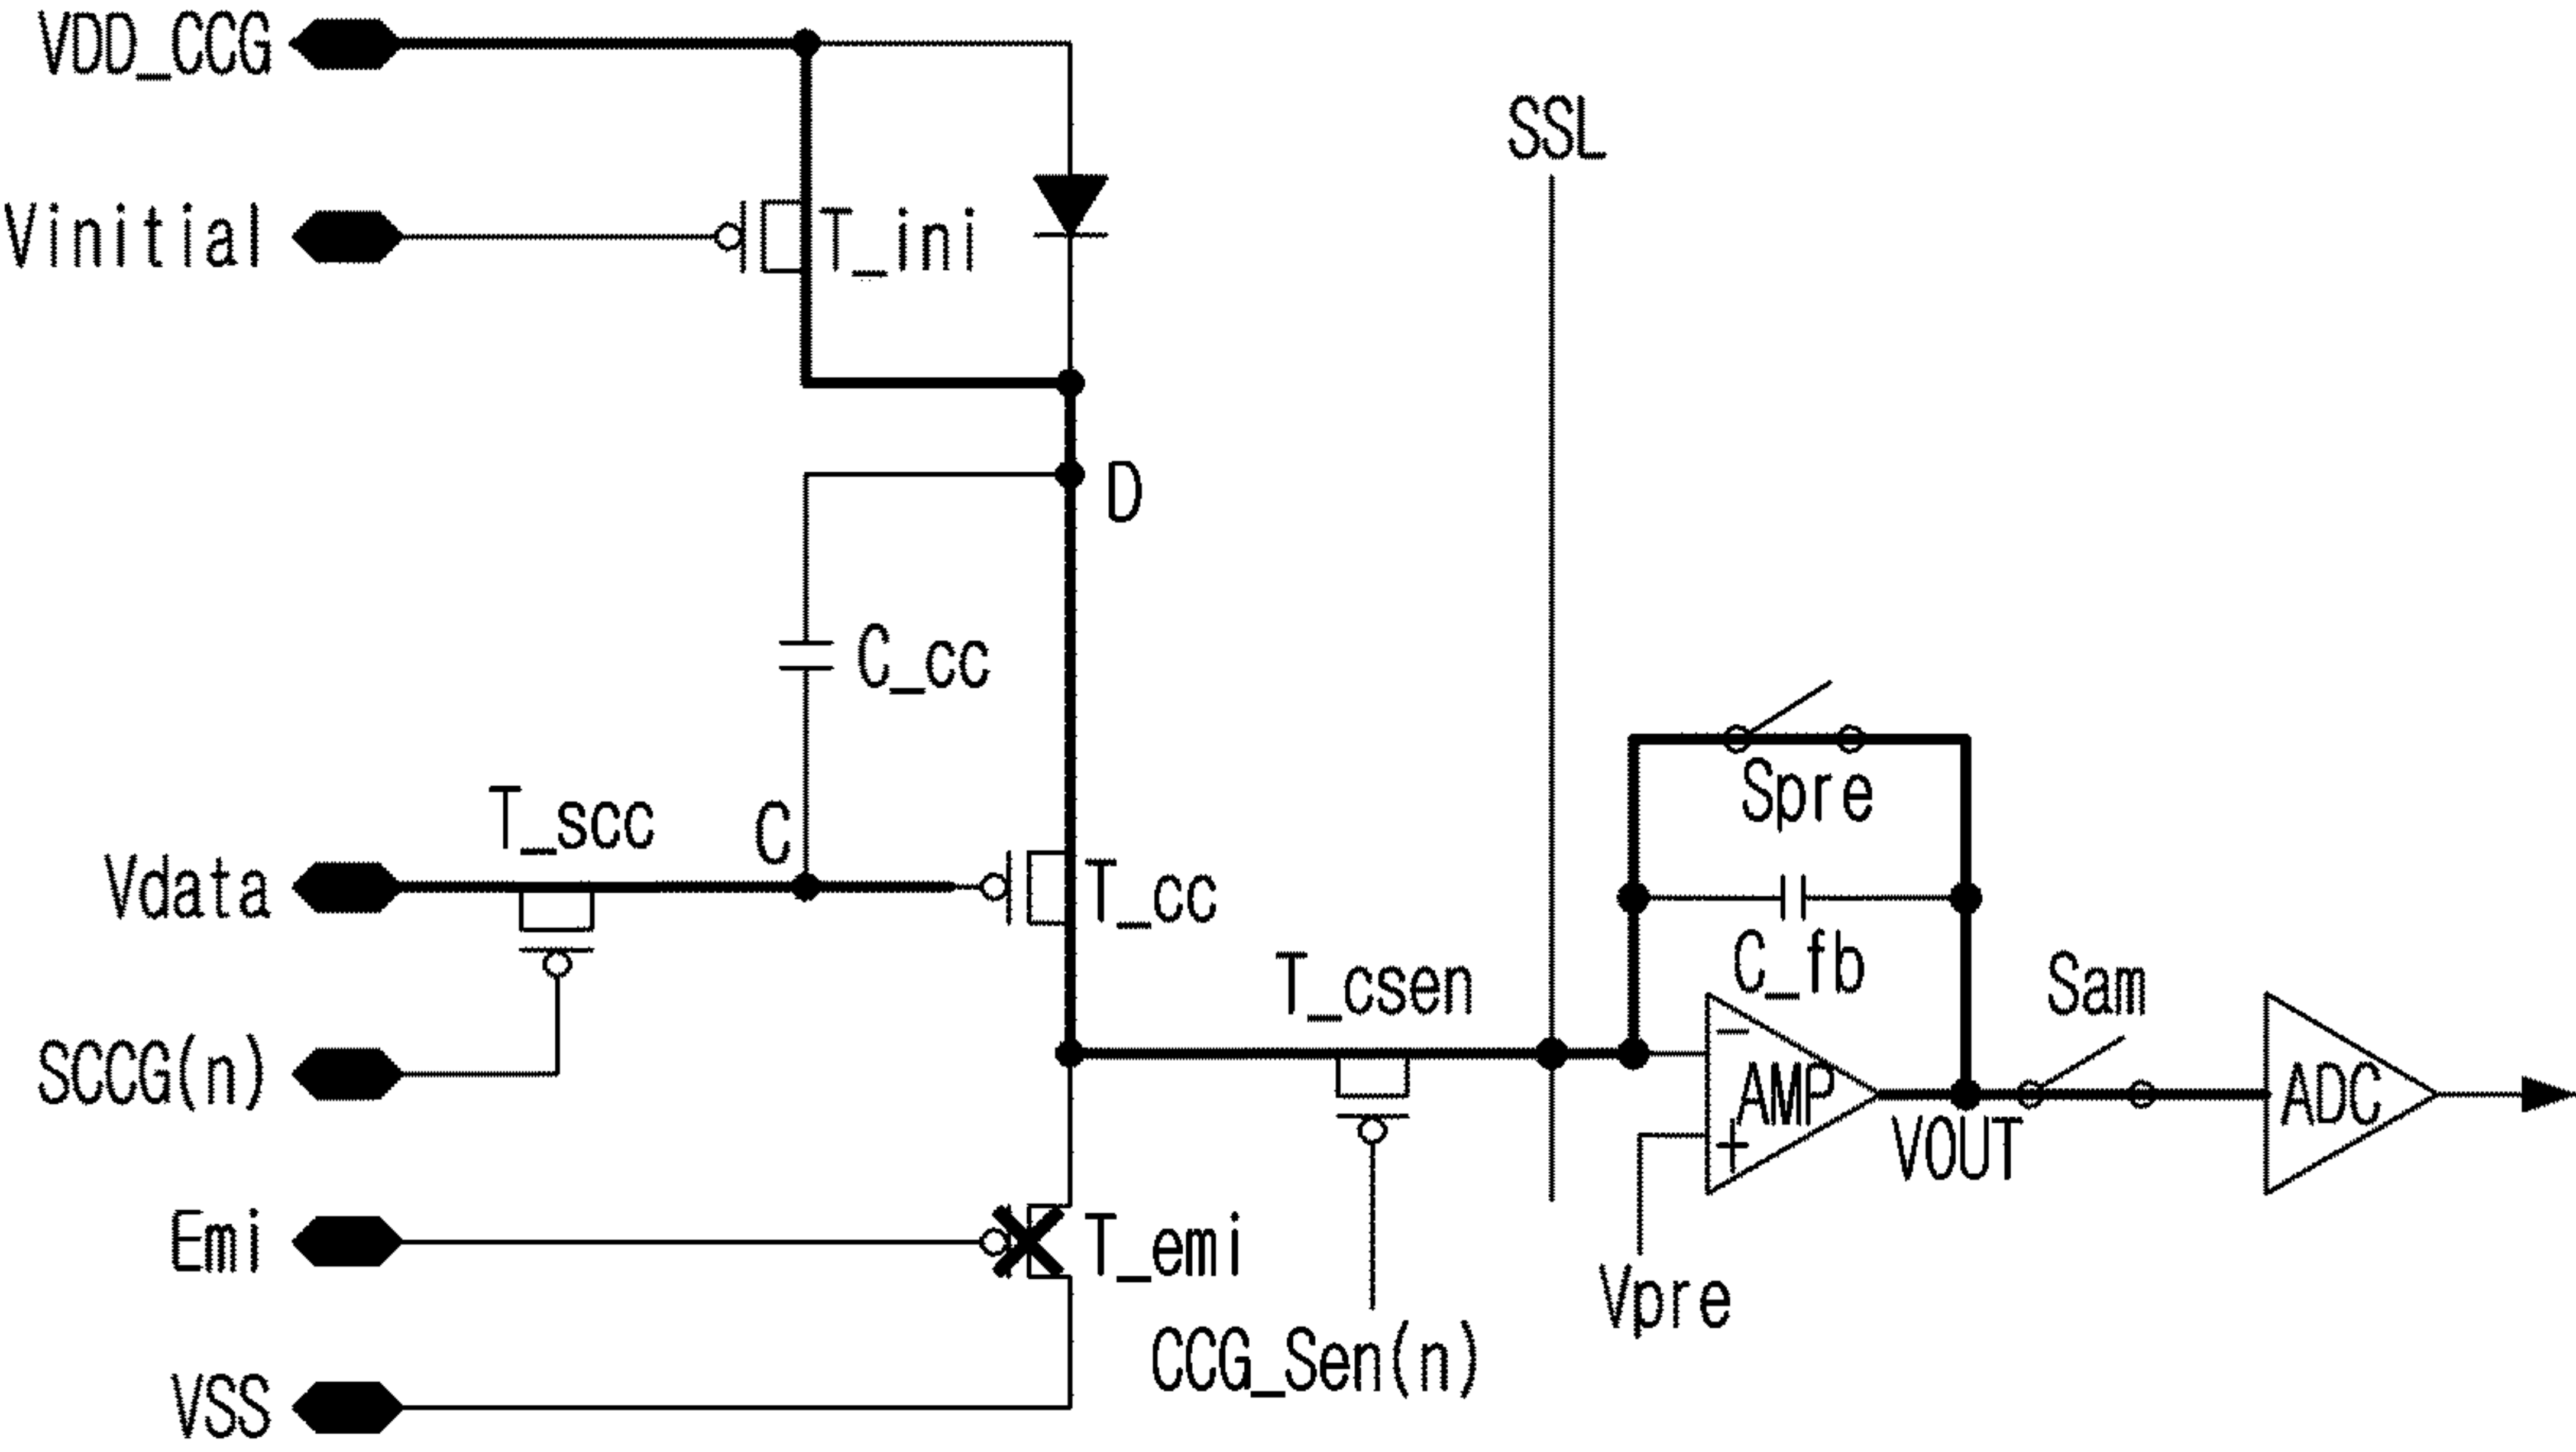 VDD_CCG
SSL
Vinitial
T_ini
D
C_cc
Spre
T_scc
C
Vdata
T_cc
C_fb
T_csen
Sam
SCCG(n)
-
AMP
+
ADC
VOUT
Emi
T_emi
Vpre
CCG_Sen(n)
VSS